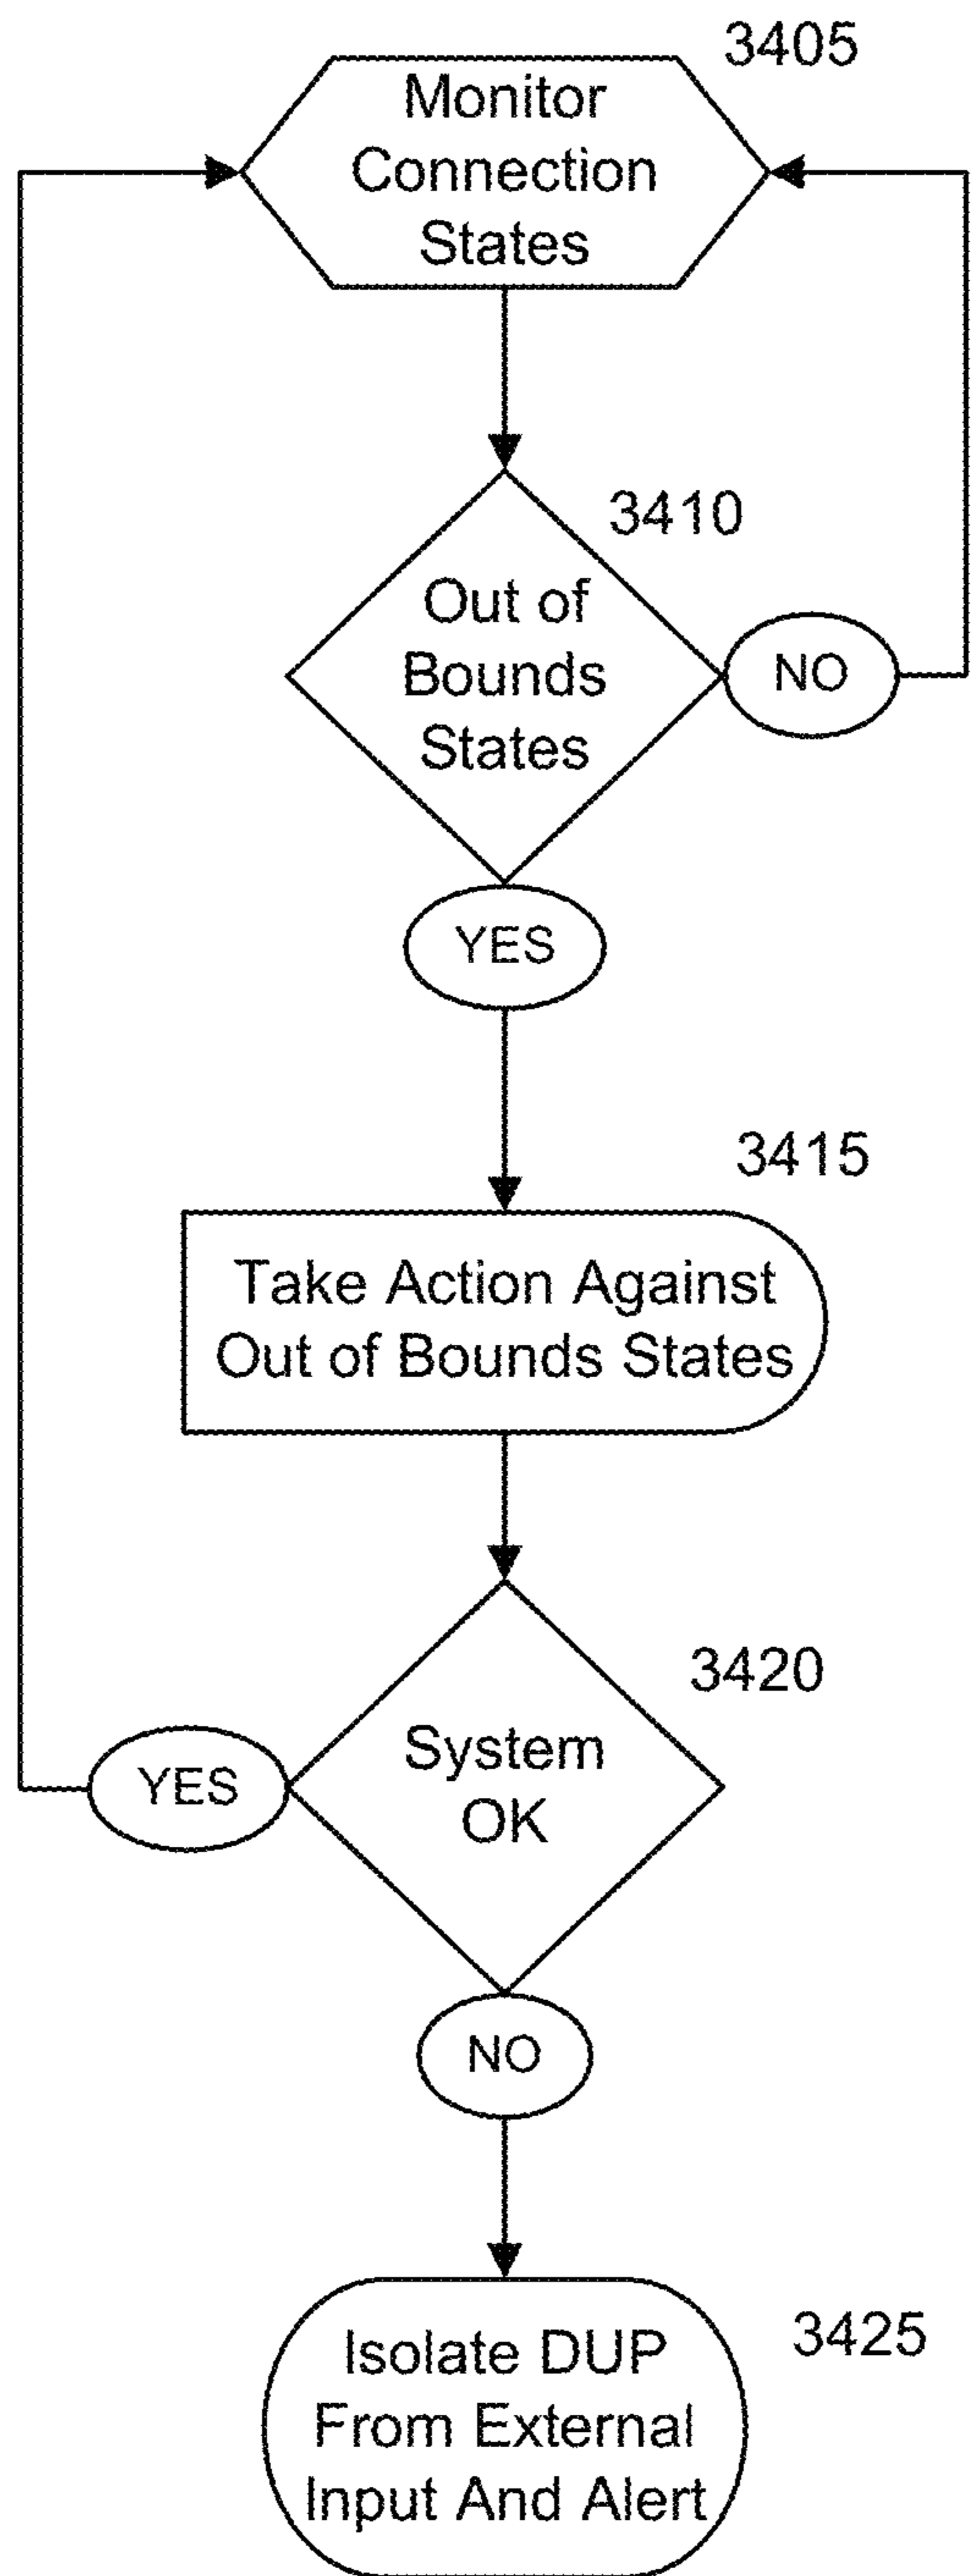 3405
Monitor
Connection
States
3410
Out of
Bounds
States
NO
YES
3415
Take Action Against
Out of Bounds States
3420
System
OK
YES
NO
3425
Isolate DUP
From External
Input And Alert